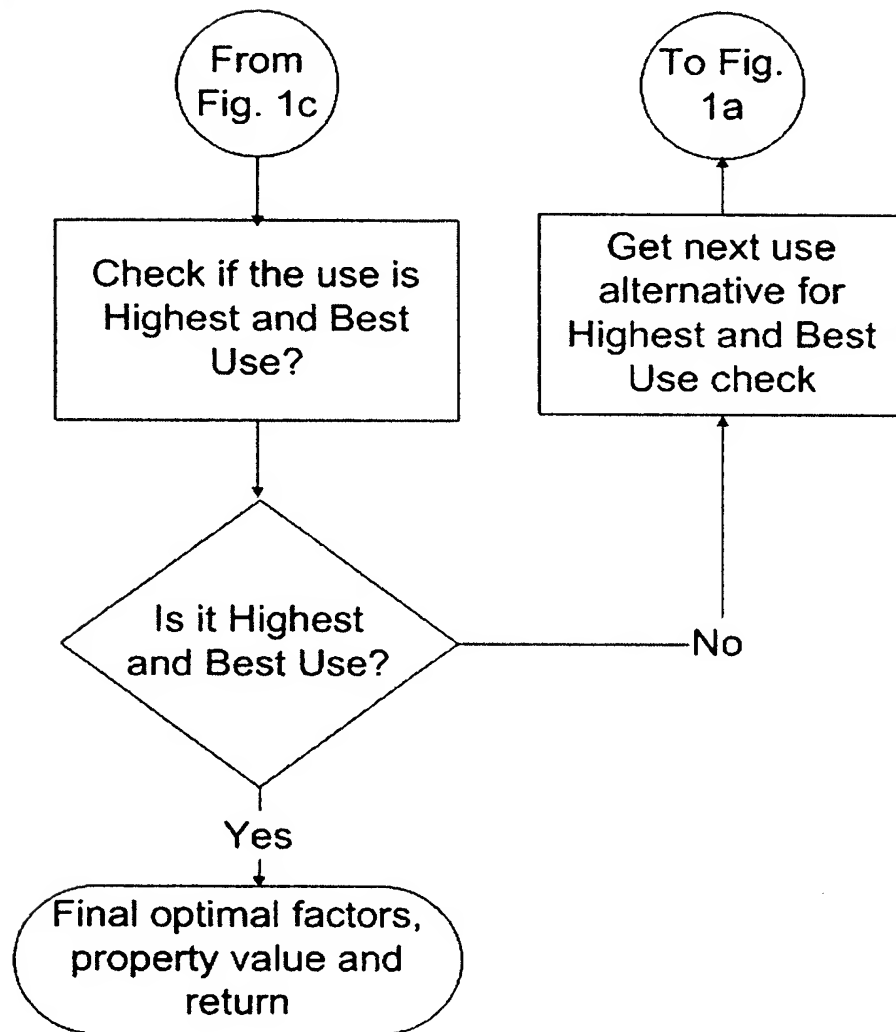 From
Fig. 1c
To Fig.
1a
Check if the use is
Highest and Best
Use?
Get next use
alternative for
Highest and Best
Use check
Is it Highest
and Best Use?
No
Yes
Final optimal factors,
property value and
return